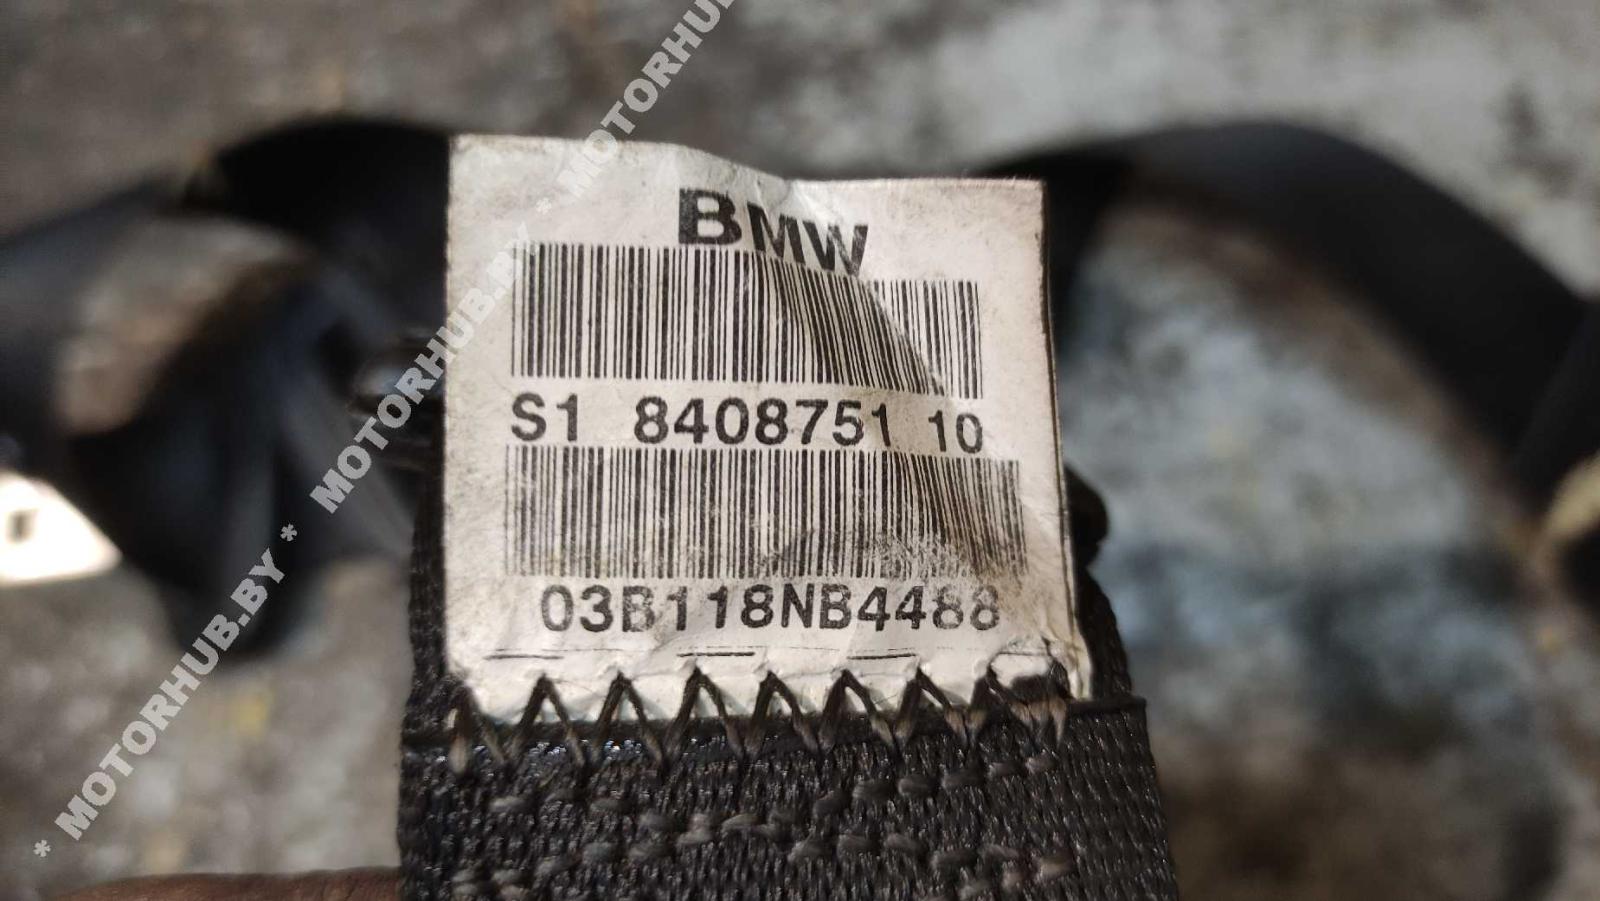 BMW
S1 8408751 10
03B118NB4488
* MOTORHUB.BY * MOTORHUB.BY * MOTORHUB